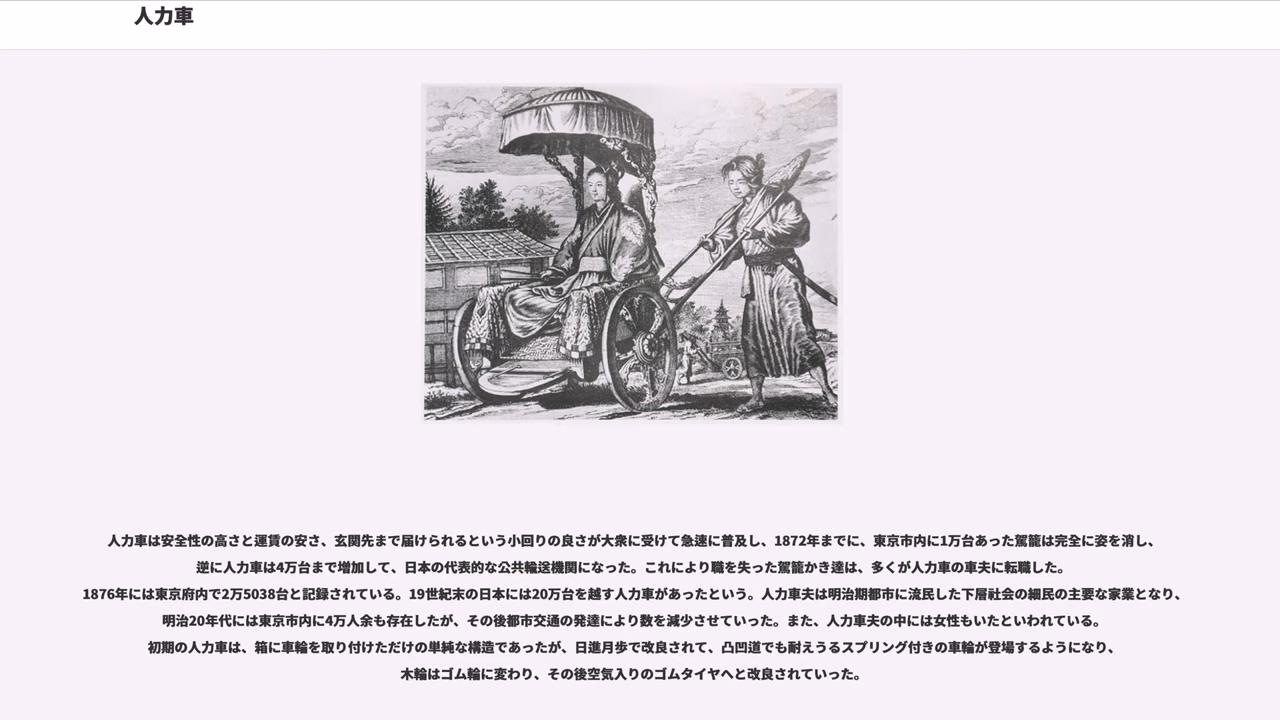 人力車
人力車は安全性の高さと運賃の安さ、玄関先まで届けられるという小回りの良さが大衆に受けて急速に普及し、1872年までに、東京市内に1万台あった駕籠は完全に姿を消し、
逆に人力車は4万台まで増加して、日本の代表的な公共輸送機関になった。これにより職を失った駕籠かき達は、多くが人力車の車夫に転職した。
1876年には東京府内で2万5038台と記録されている。19世紀末の日本には20万台を越す人力車があったという。人力車夫は明治期都市に流民した下層社会の細民の主要な家業となり、
明治20年代には東京市内に4万人余も存在したが、その後都市交通の発達により数を減少させていった。また、人力車夫の中には女性もいたといわれている。
初期の人力車は、箱に車輪を取り付けただけの単純な構造であったが、日進月歩で改良されて、凸凹道でも耐えうるスプリング付きの車輪が登場するようになり、
木輪はゴム輪に変わり、その後空気入りのゴムタイヤへと改良されていった。